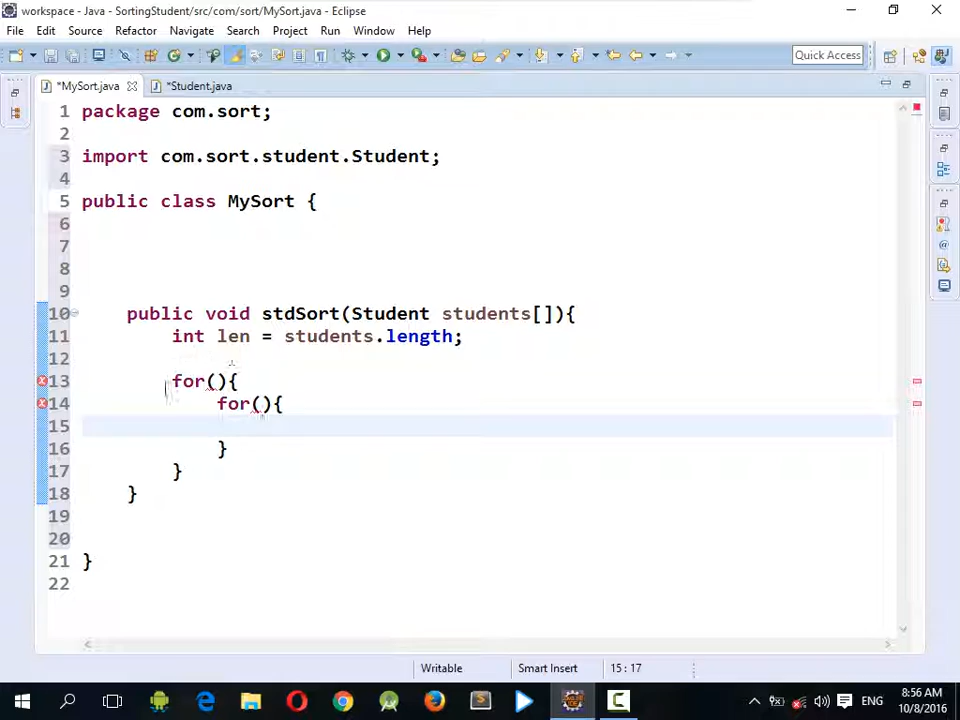 workspace - Java - SortingStudent/src/com/sort/MySort.java - Eclipse
File Edit Source Refactor Navigate Search Project Run Window Help
Quick Access
*MySort.java *Student.java
1 package com.sort;
2
3 import com.sort.student.Student;
4
5 public class MySort {
6
7
8
9
10 public void stdSort(Student students[]){
11 int len = students.length;
12
13 for(){
14 for(){
15
16 }
17 }
18 }
19
20
21 }
22
Writable Smart Insert 15 : 17
ENG 8:56 AM
10/8/2016